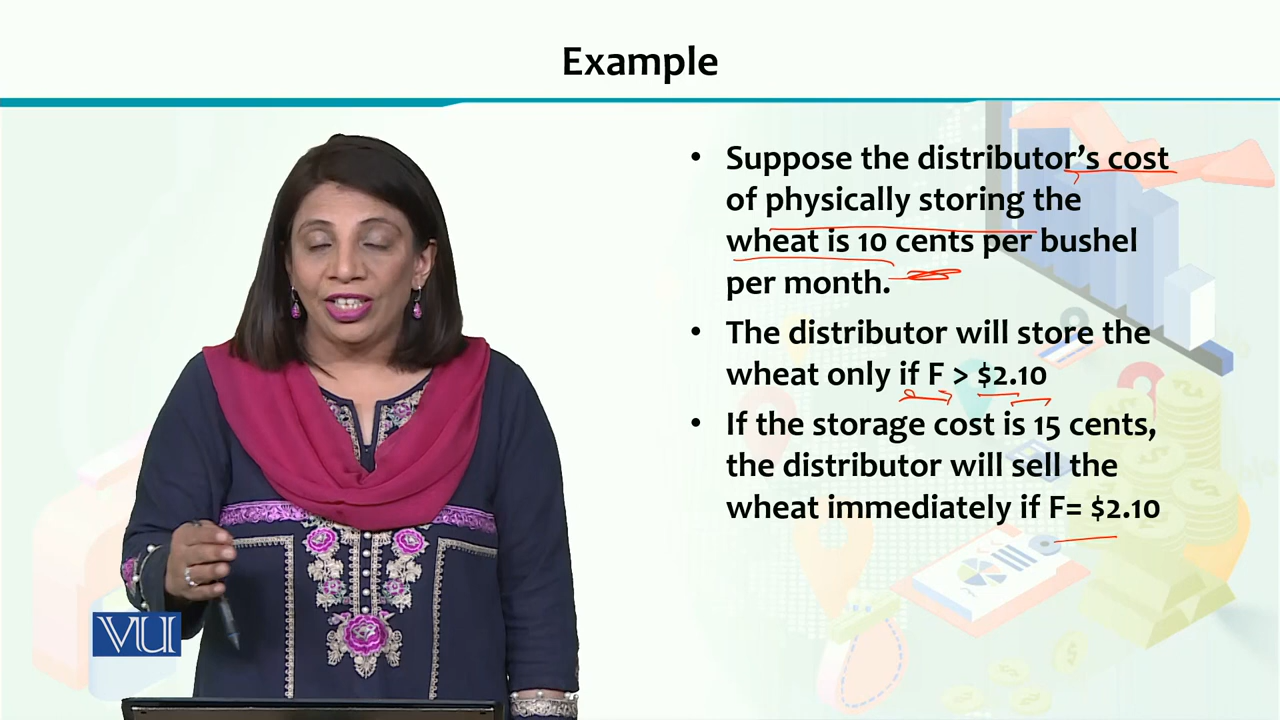 Example
• Suppose the distributor's cost
of physically storing the
wheat is 10 cents per bushel
per month.
• The distributor will store the
wheat only if F > $2.10
• If the storage cost is 15 cents,
the distributor will sell the
wheat immediately if F= $2.10
VU